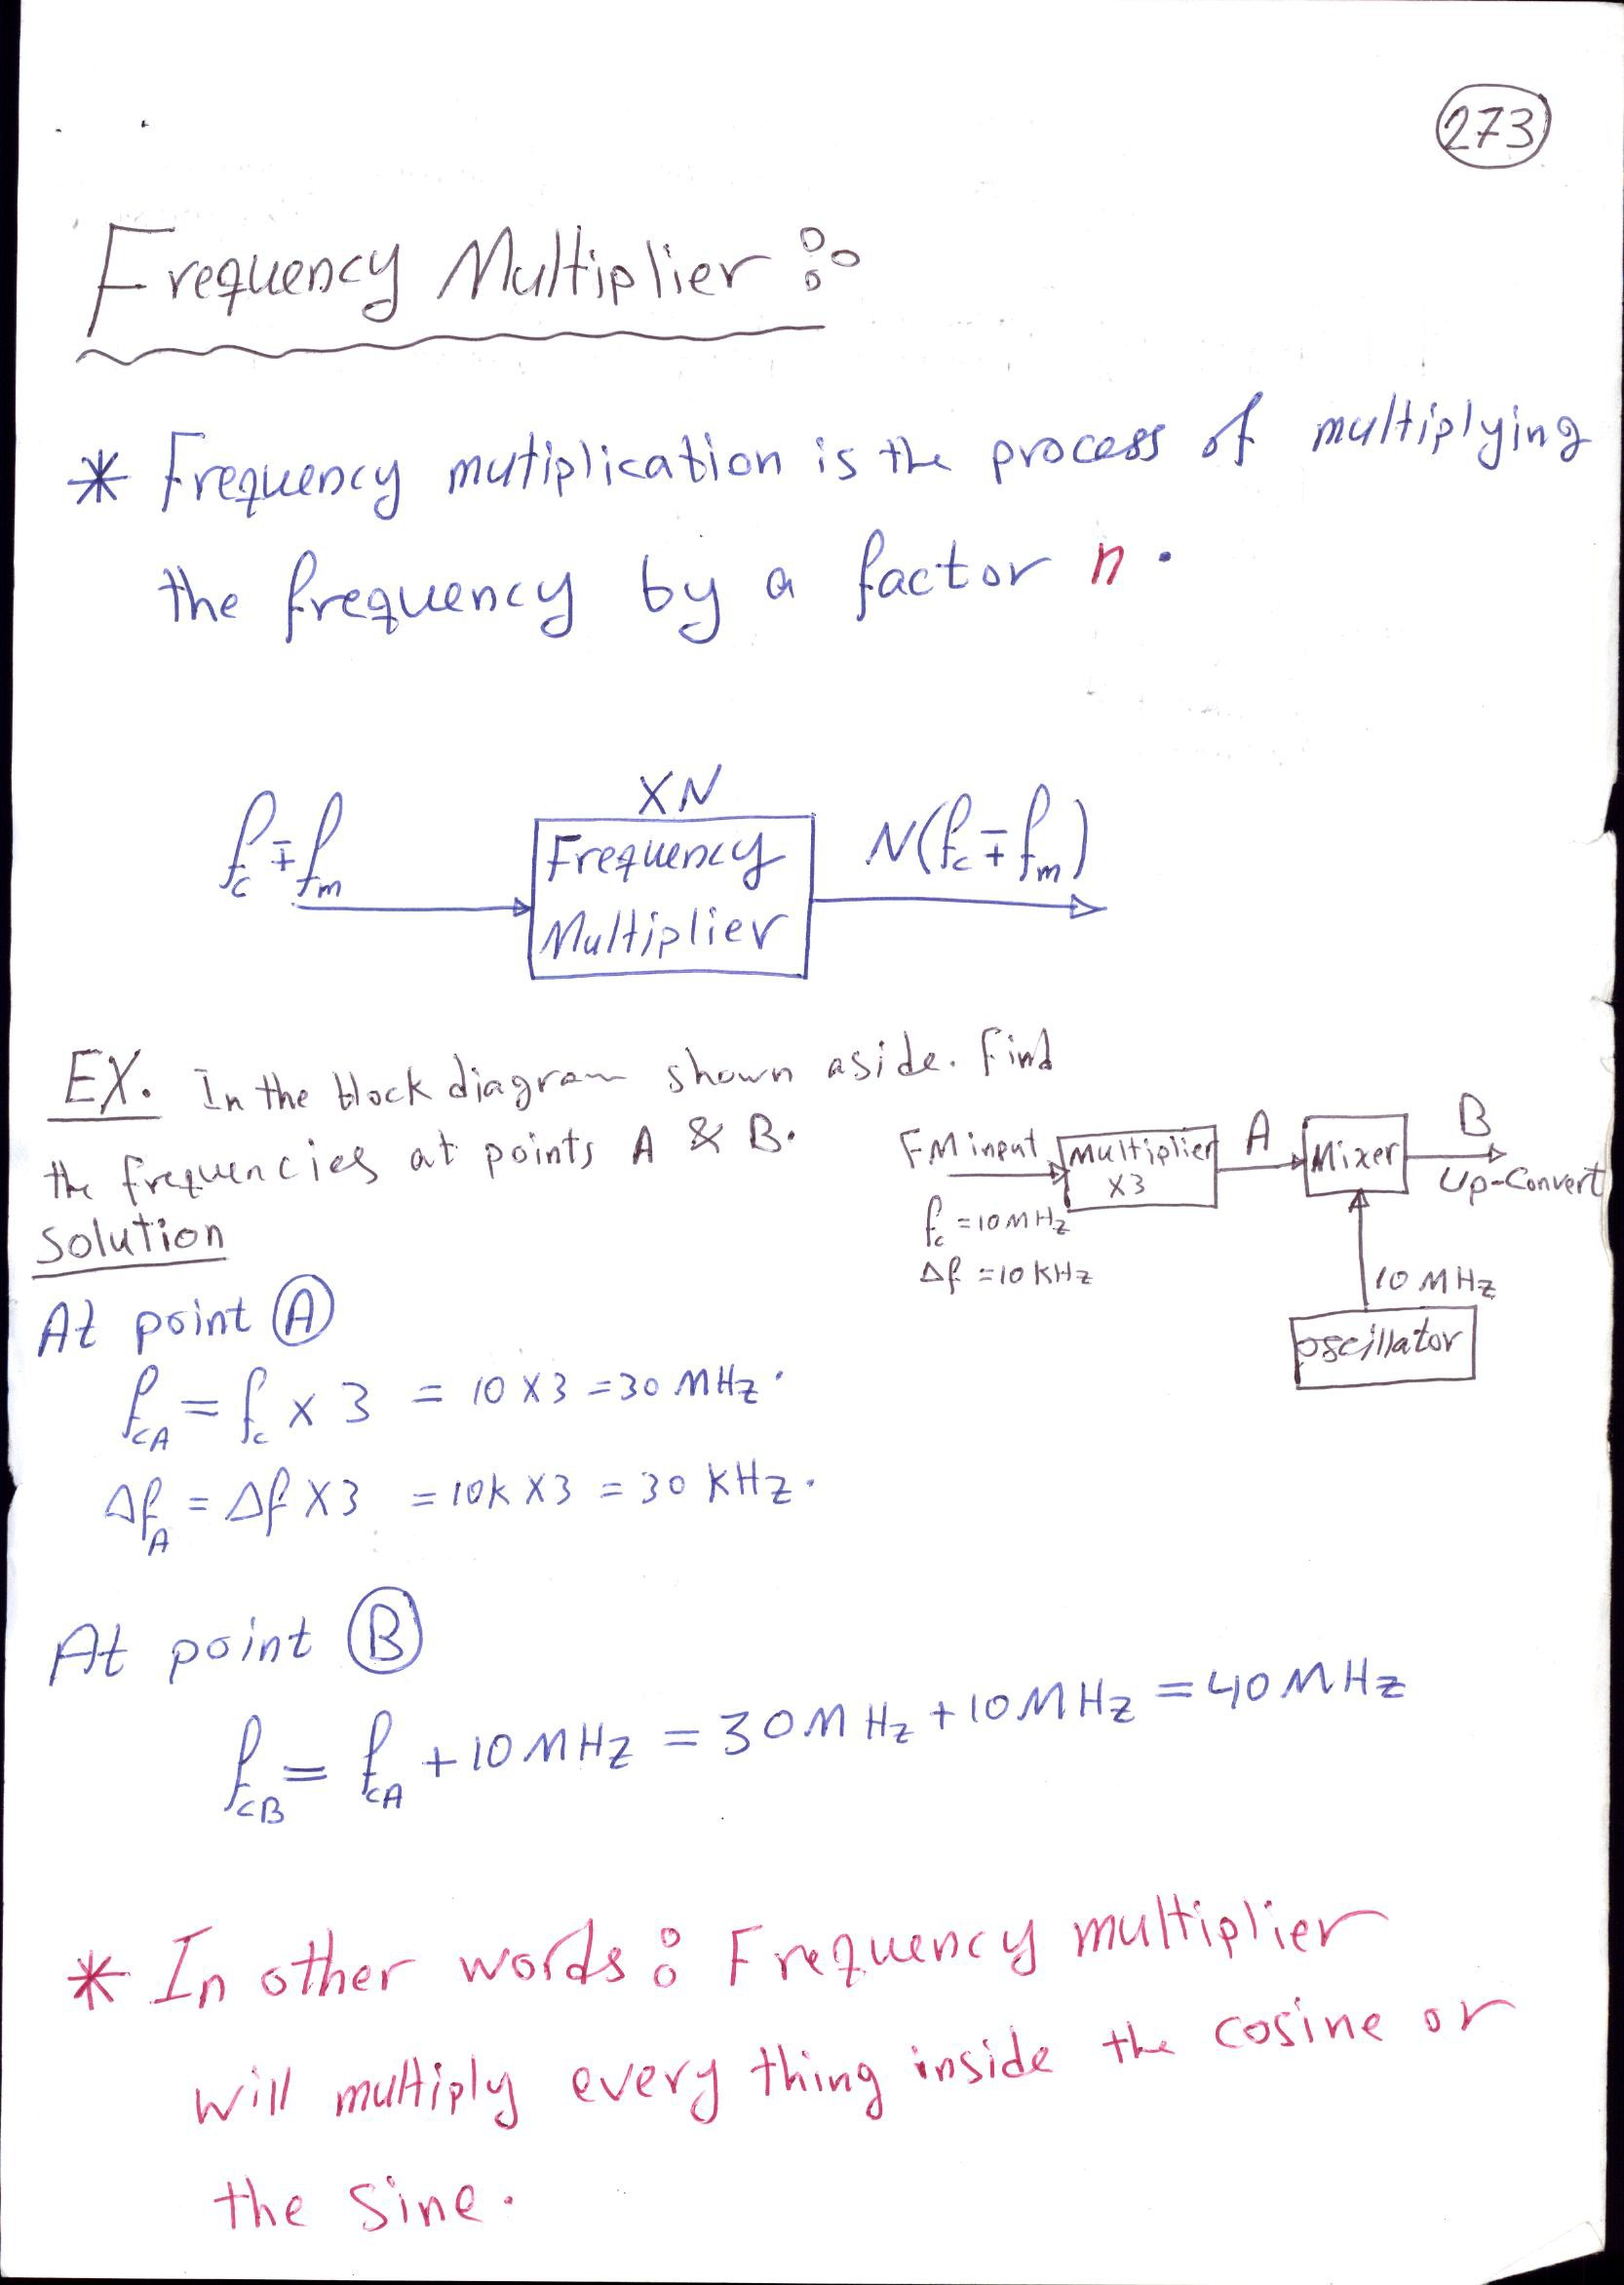 273
Frequency Multiplier :
* Frequency mutiplication is the process of multiplying
the frequency by a factor n.
XN
fc ∓ fm
Frequency
Multiplier
N(fc ∓ fm)
EX. In the block diagram shown aside. Find
the frequencies at points A & B.
FM input
Multiplier
X3
A
Mixer
B
Up-Convert
fc = 10 MHz
Δf = 10 KHz
10 MHz
oscillator
Solution
At point A
fcA = fc x 3 = 10 X 3 = 30 MHz.
ΔfA = Δf X 3 = 10k X 3 = 30 KHz.
At point B
fcB = fcA + 10 MHz = 30 MHz + 10 MHz = 40 MHz
* In other words : Frequency multiplier
will multiply every thing inside the cosine or
the sine.